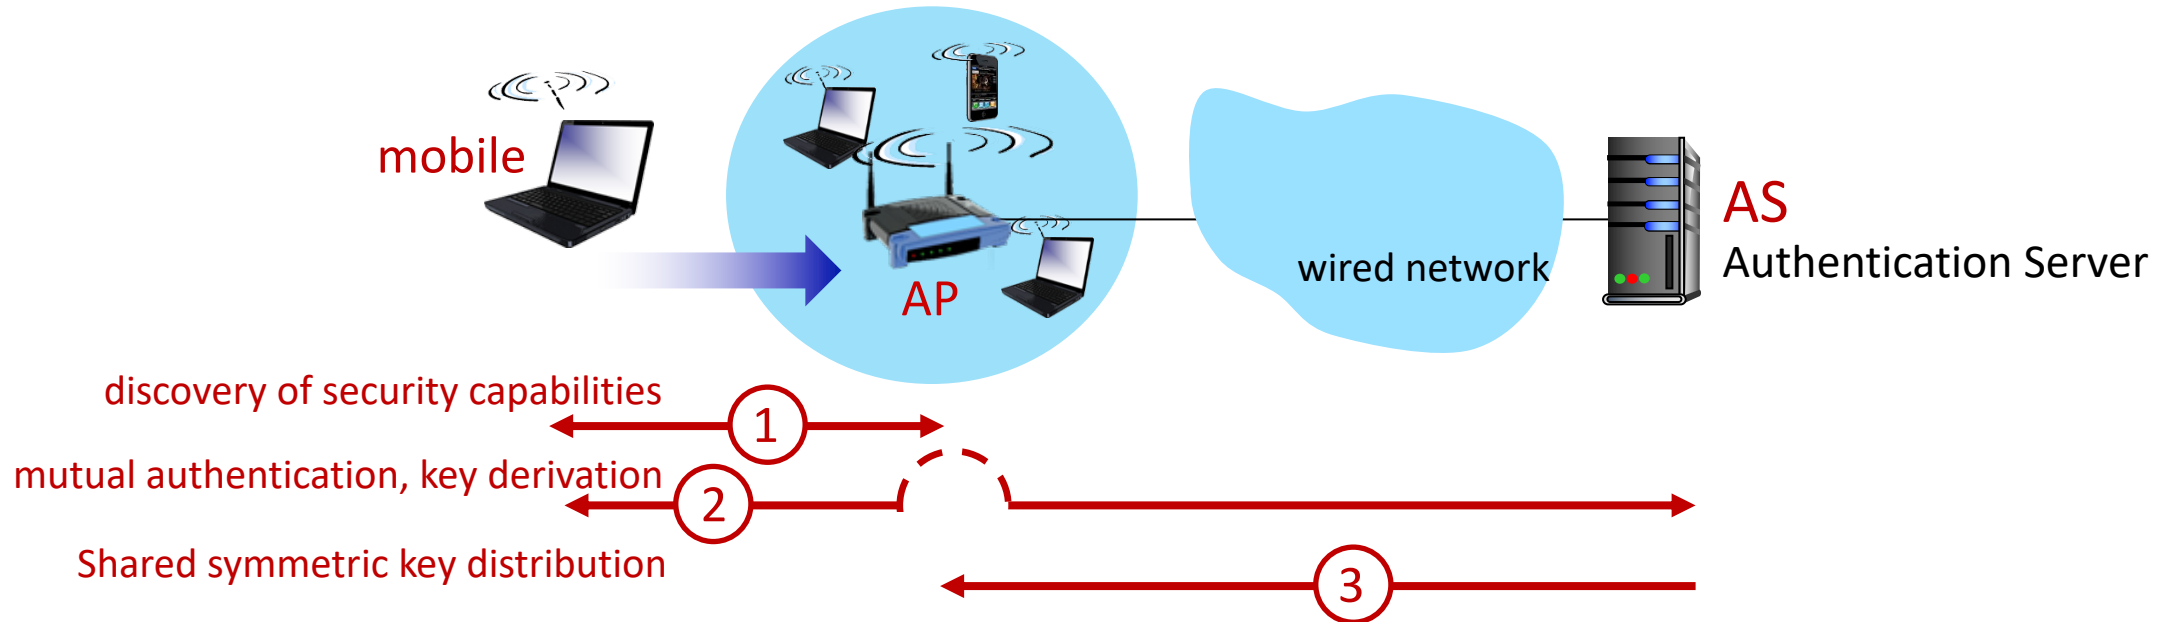 mobile
AP
wired network
AS
Authentication Server
discovery of security capabilities
1
mutual authentication, key derivation
2
Shared symmetric key distribution
3